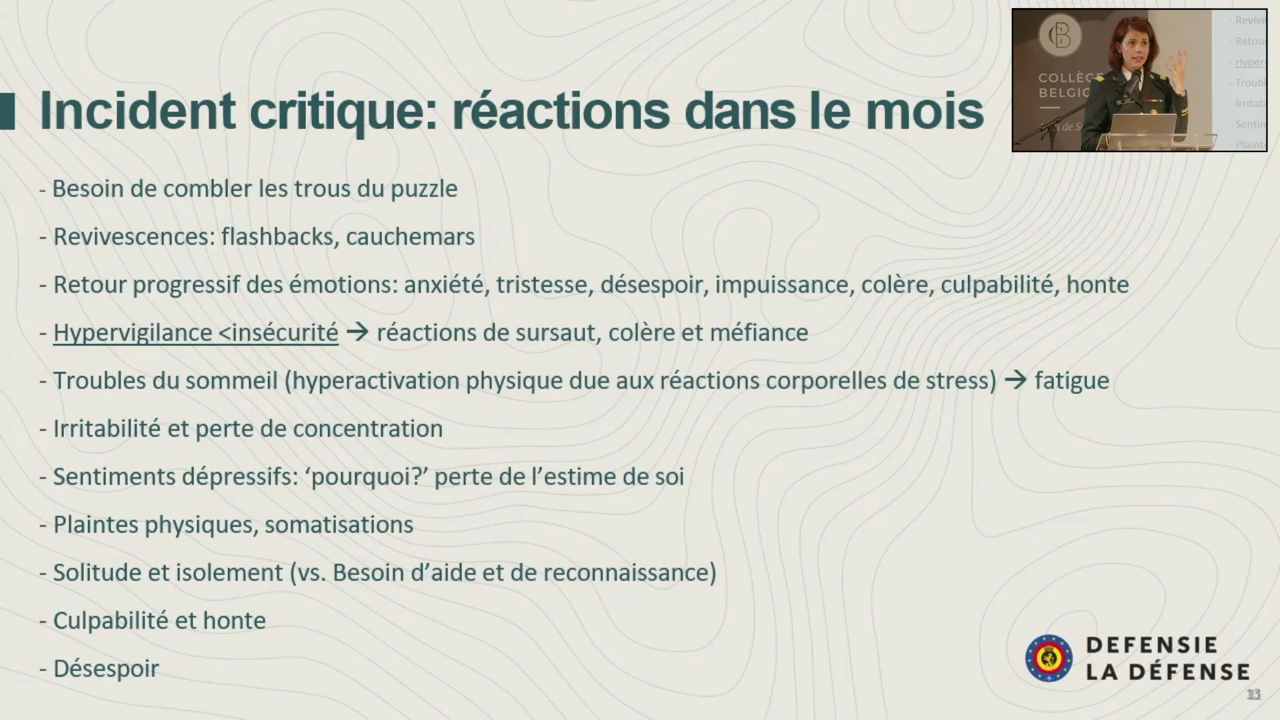 Incident critique: réactions dans le mois
- Besoin de combler les trous du puzzle
- Revivescences: flashbacks, cauchemars
- Retour progressif des émotions: anxiété, tristesse, désespoir, impuissance, colère, culpabilité, honte
- Hypervigilance <insécurité → réactions de sursaut, colère et méfiance
- Troubles du sommeil (hyperactivation physique due aux réactions corporelles de stress) → fatigue
- Irritabilité et perte de concentration
- Sentiments dépressifs: ‘pourquoi?’ perte de l’estime de soi
- Plaintes physiques, somatisations
- Solitude et isolement (vs. Besoin d’aide et de reconnaissance)
- Culpabilité et honte
- Désespoir
DEFENSIE
LA DÉFENSE
13
CB
COLLÈGE
BELGI